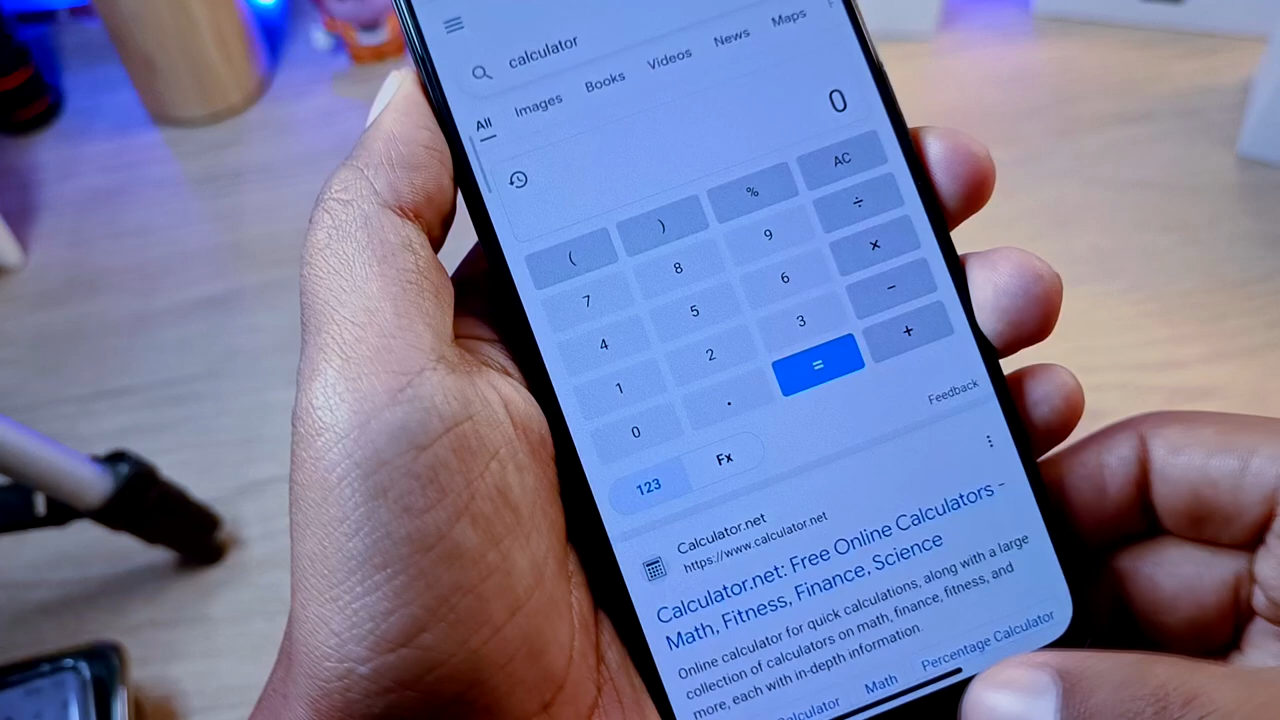 calculator
All Images Books Videos News Maps F
0
( ) % AC
7 8 9 ÷
4 5 6 ×
1 2 3 −
0 . = +
123 Fx
Feedback
Calculator.net
https://www.calculator.net
Calculator.net: Free Online Calculators -
Math, Fitness, Finance, Science
Online calculator for quick calculations, along with a large
collection of calculators on math, finance, fitness, and
more, each with in-depth information.
Calculator Math Percentage Calculator